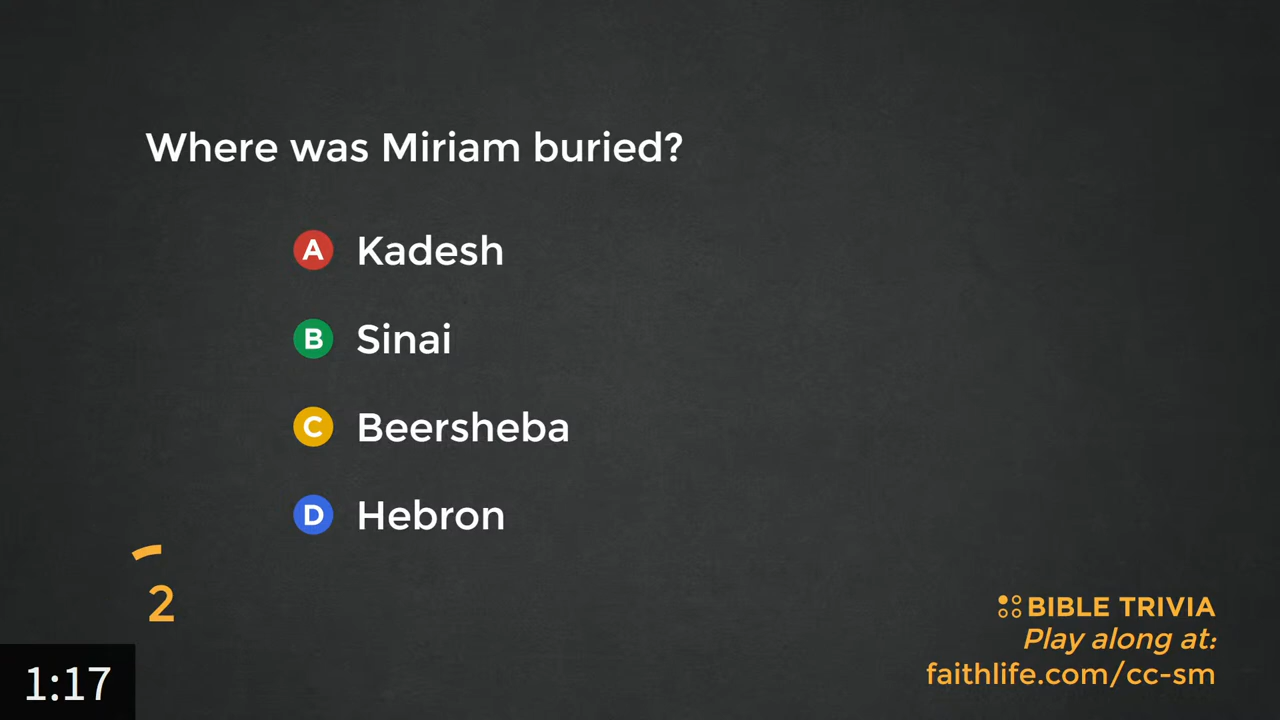 Where was Miriam buried?
A Kadesh
B Sinai
C Beersheba
D Hebron
2
BIBLE TRIVIA
Play along at:
faithlife.com/cc-sm
1:17